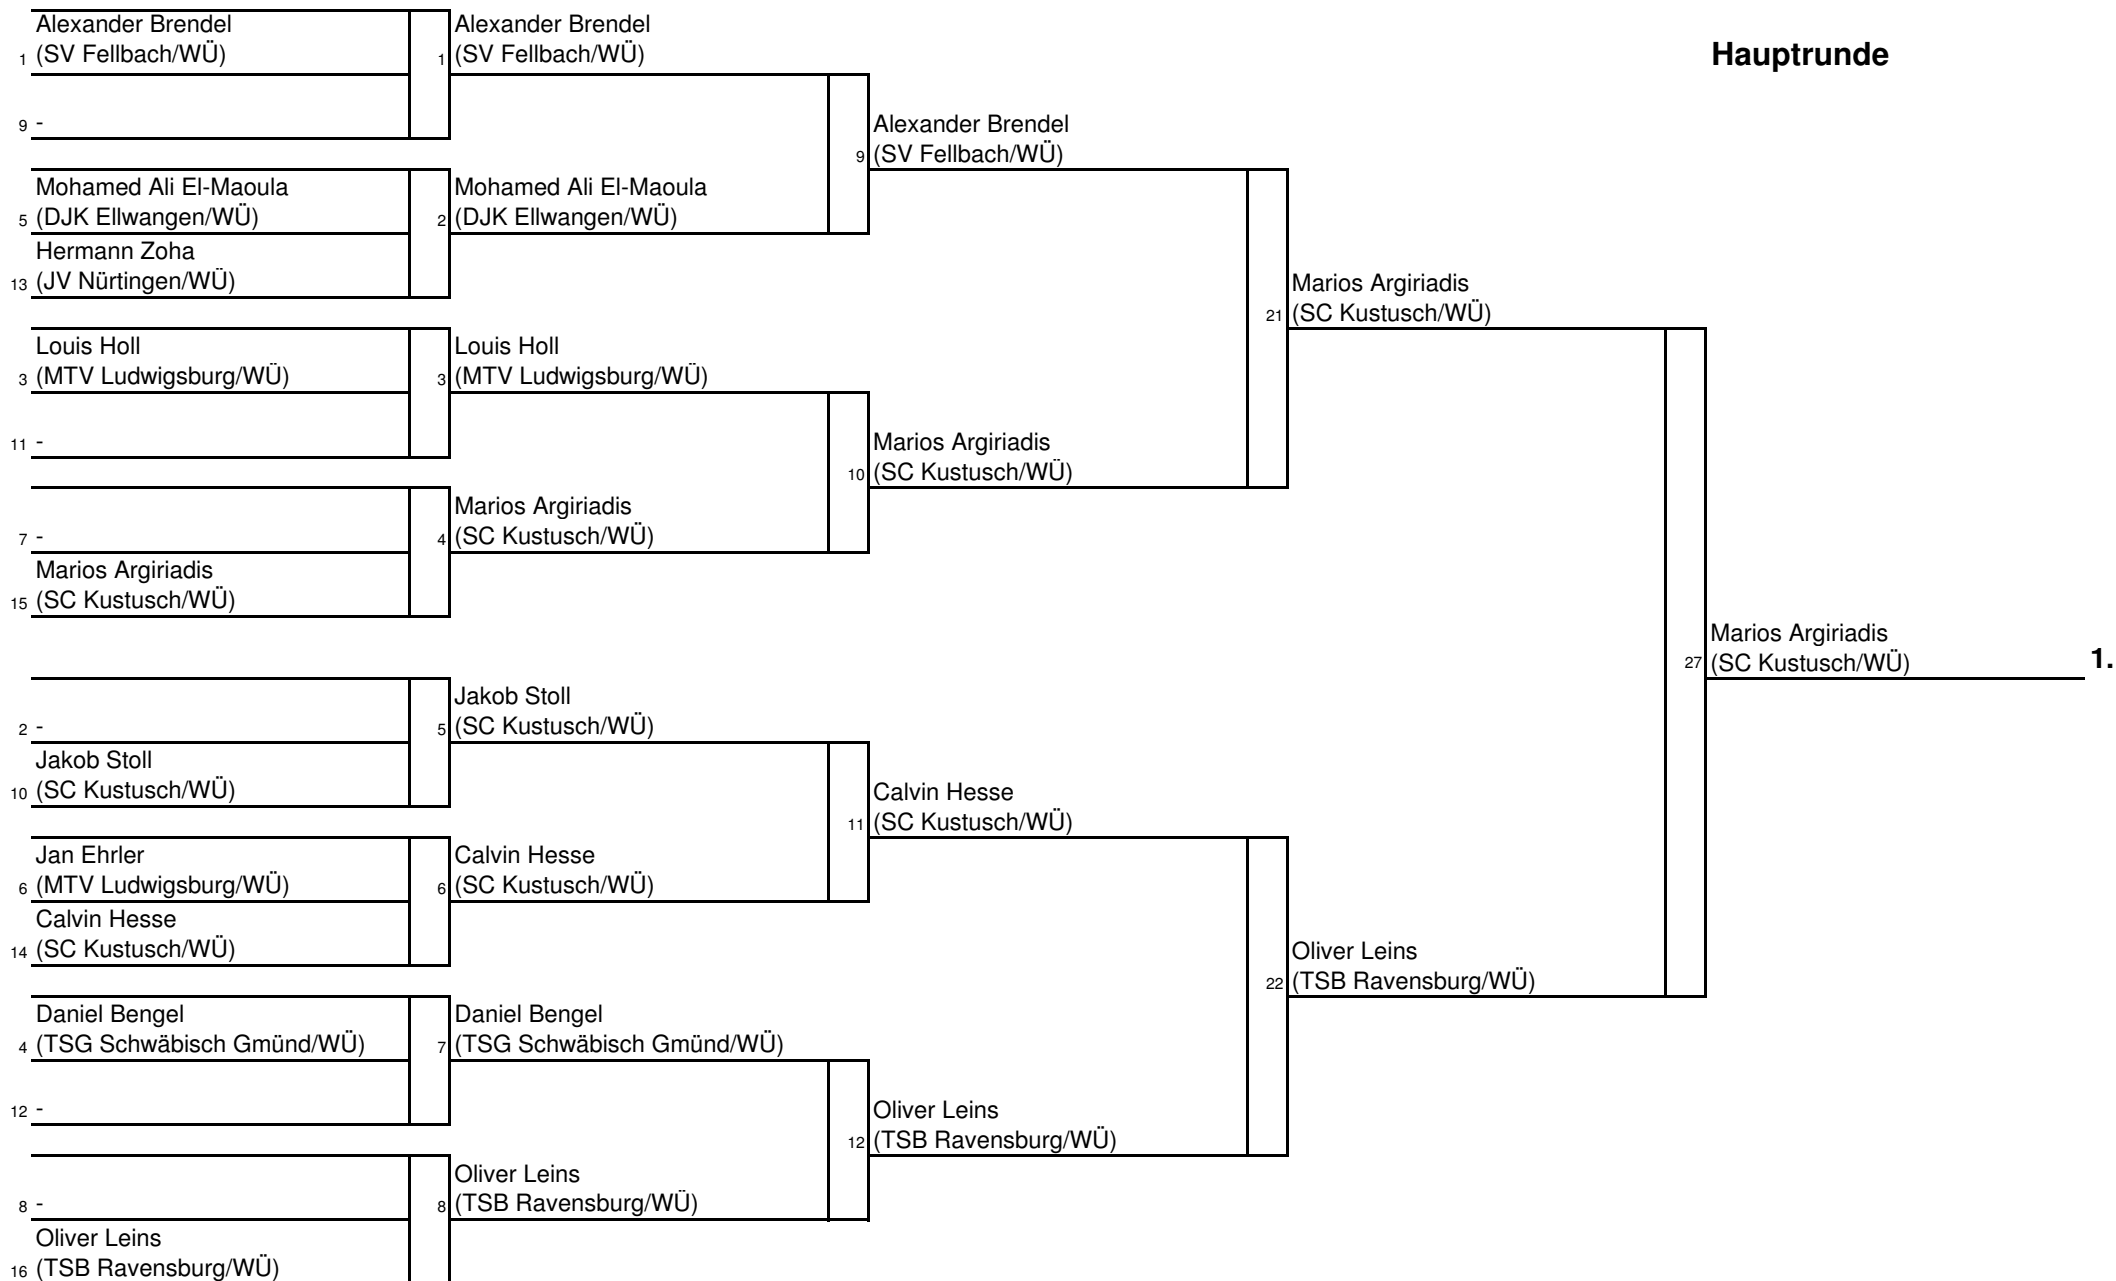 Hauptrunde
Alexander Brendel
1 (SV Fellbach/WÜ)
9 -
Mohamed Ali El-Maoula
5 (DJK Ellwangen/WÜ)
Hermann Zoha
13 (JV Nürtingen/WÜ)
Louis Holl
3 (MTV Ludwigsburg/WÜ)
11 -
7 -
Marios Argiriadis
15 (SC Kustusch/WÜ)
2 -
Jakob Stoll
10 (SC Kustusch/WÜ)
Jan Ehrler
6 (MTV Ludwigsburg/WÜ)
Calvin Hesse
14 (SC Kustusch/WÜ)
Daniel Bengel
4 (TSG Schwäbisch Gmünd/WÜ)
12 -
8 -
Oliver Leins
16 (TSB Ravensburg/WÜ)
Alexander Brendel
1 (SV Fellbach/WÜ)
Mohamed Ali El-Maoula
2 (DJK Ellwangen/WÜ)
Louis Holl
3 (MTV Ludwigsburg/WÜ)
Marios Argiriadis
4 (SC Kustusch/WÜ)
Jakob Stoll
5 (SC Kustusch/WÜ)
Calvin Hesse
6 (SC Kustusch/WÜ)
Daniel Bengel
7 (TSG Schwäbisch Gmünd/WÜ)
Oliver Leins
8 (TSB Ravensburg/WÜ)
Alexander Brendel
9 (SV Fellbach/WÜ)
Marios Argiriadis
10 (SC Kustusch/WÜ)
Calvin Hesse
11 (SC Kustusch/WÜ)
Oliver Leins
12 (TSB Ravensburg/WÜ)
Marios Argiriadis
21 (SC Kustusch/WÜ)
Oliver Leins
22 (TSB Ravensburg/WÜ)
Marios Argiriadis
27 (SC Kustusch/WÜ) 1.